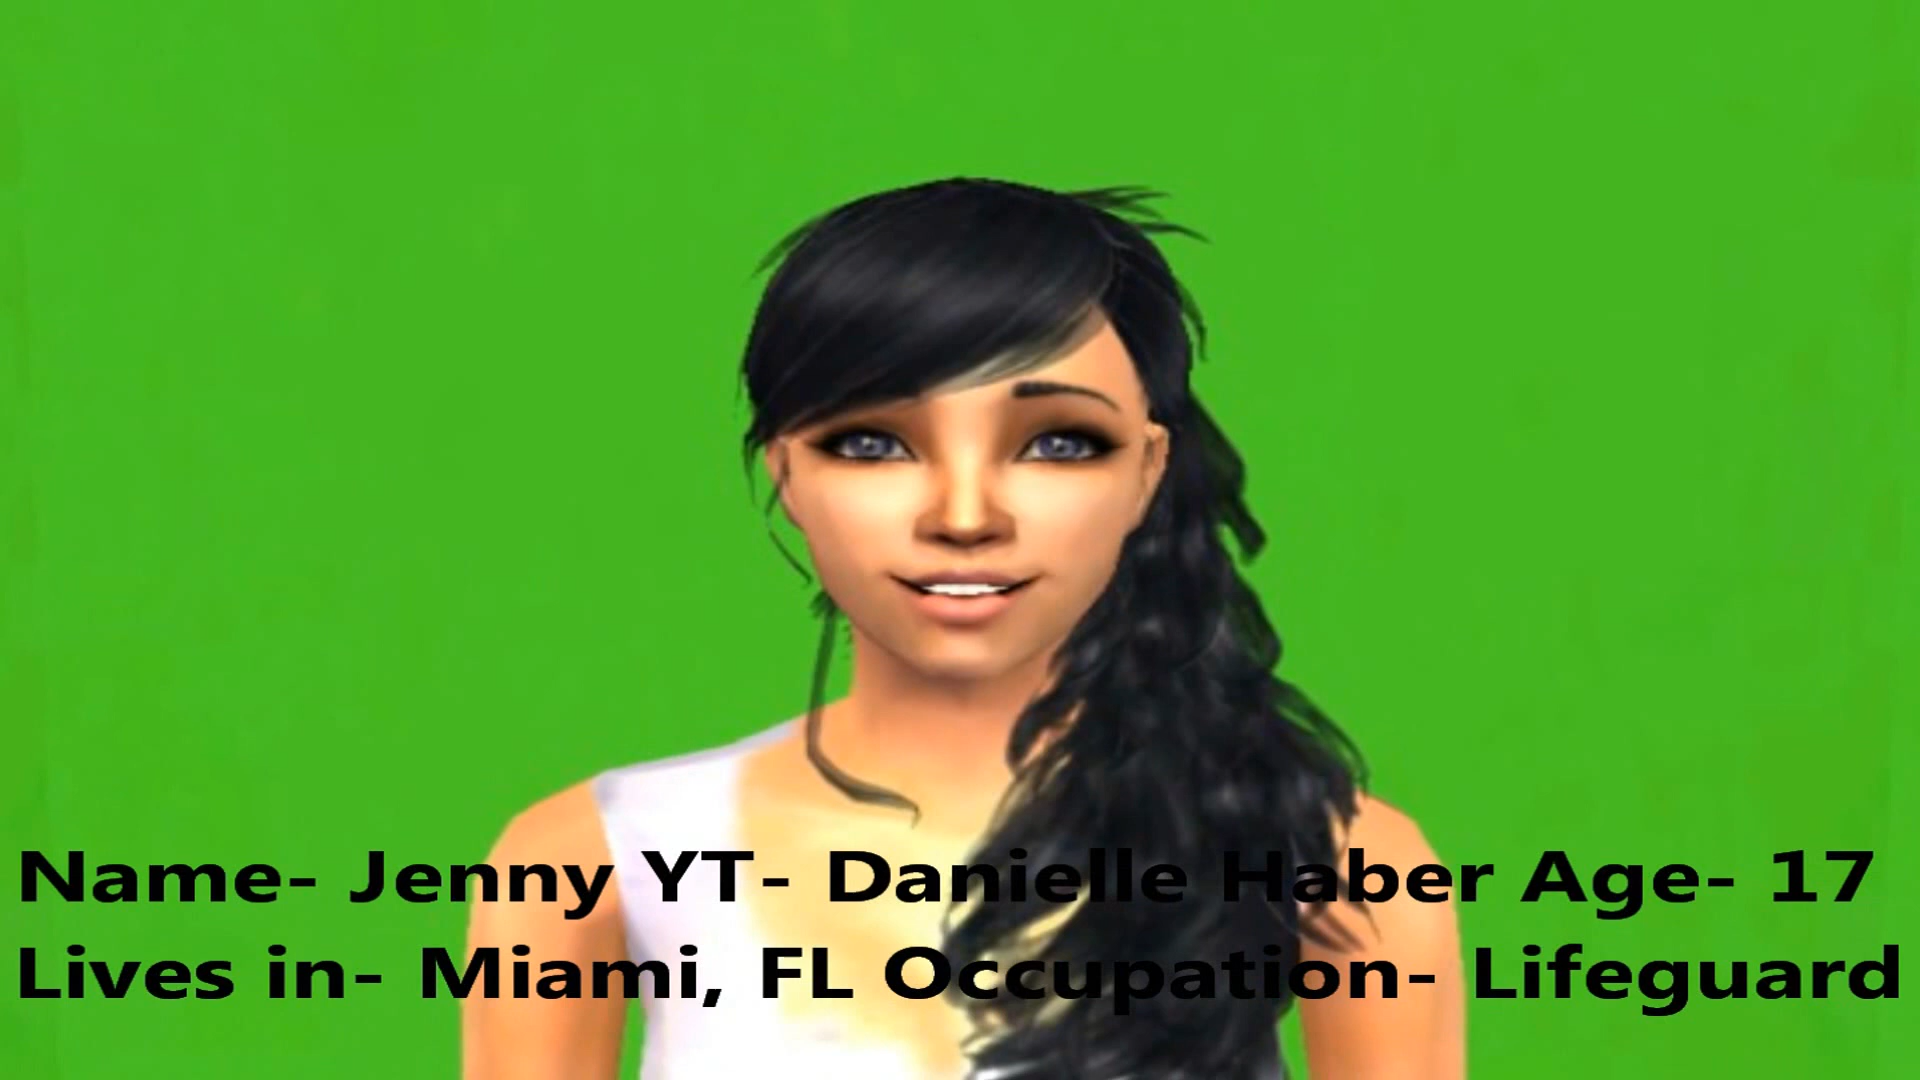 Name- Jenny YT- Danielle Haber Age- 17
Lives in- Miami, FL Occupation- Lifeguard